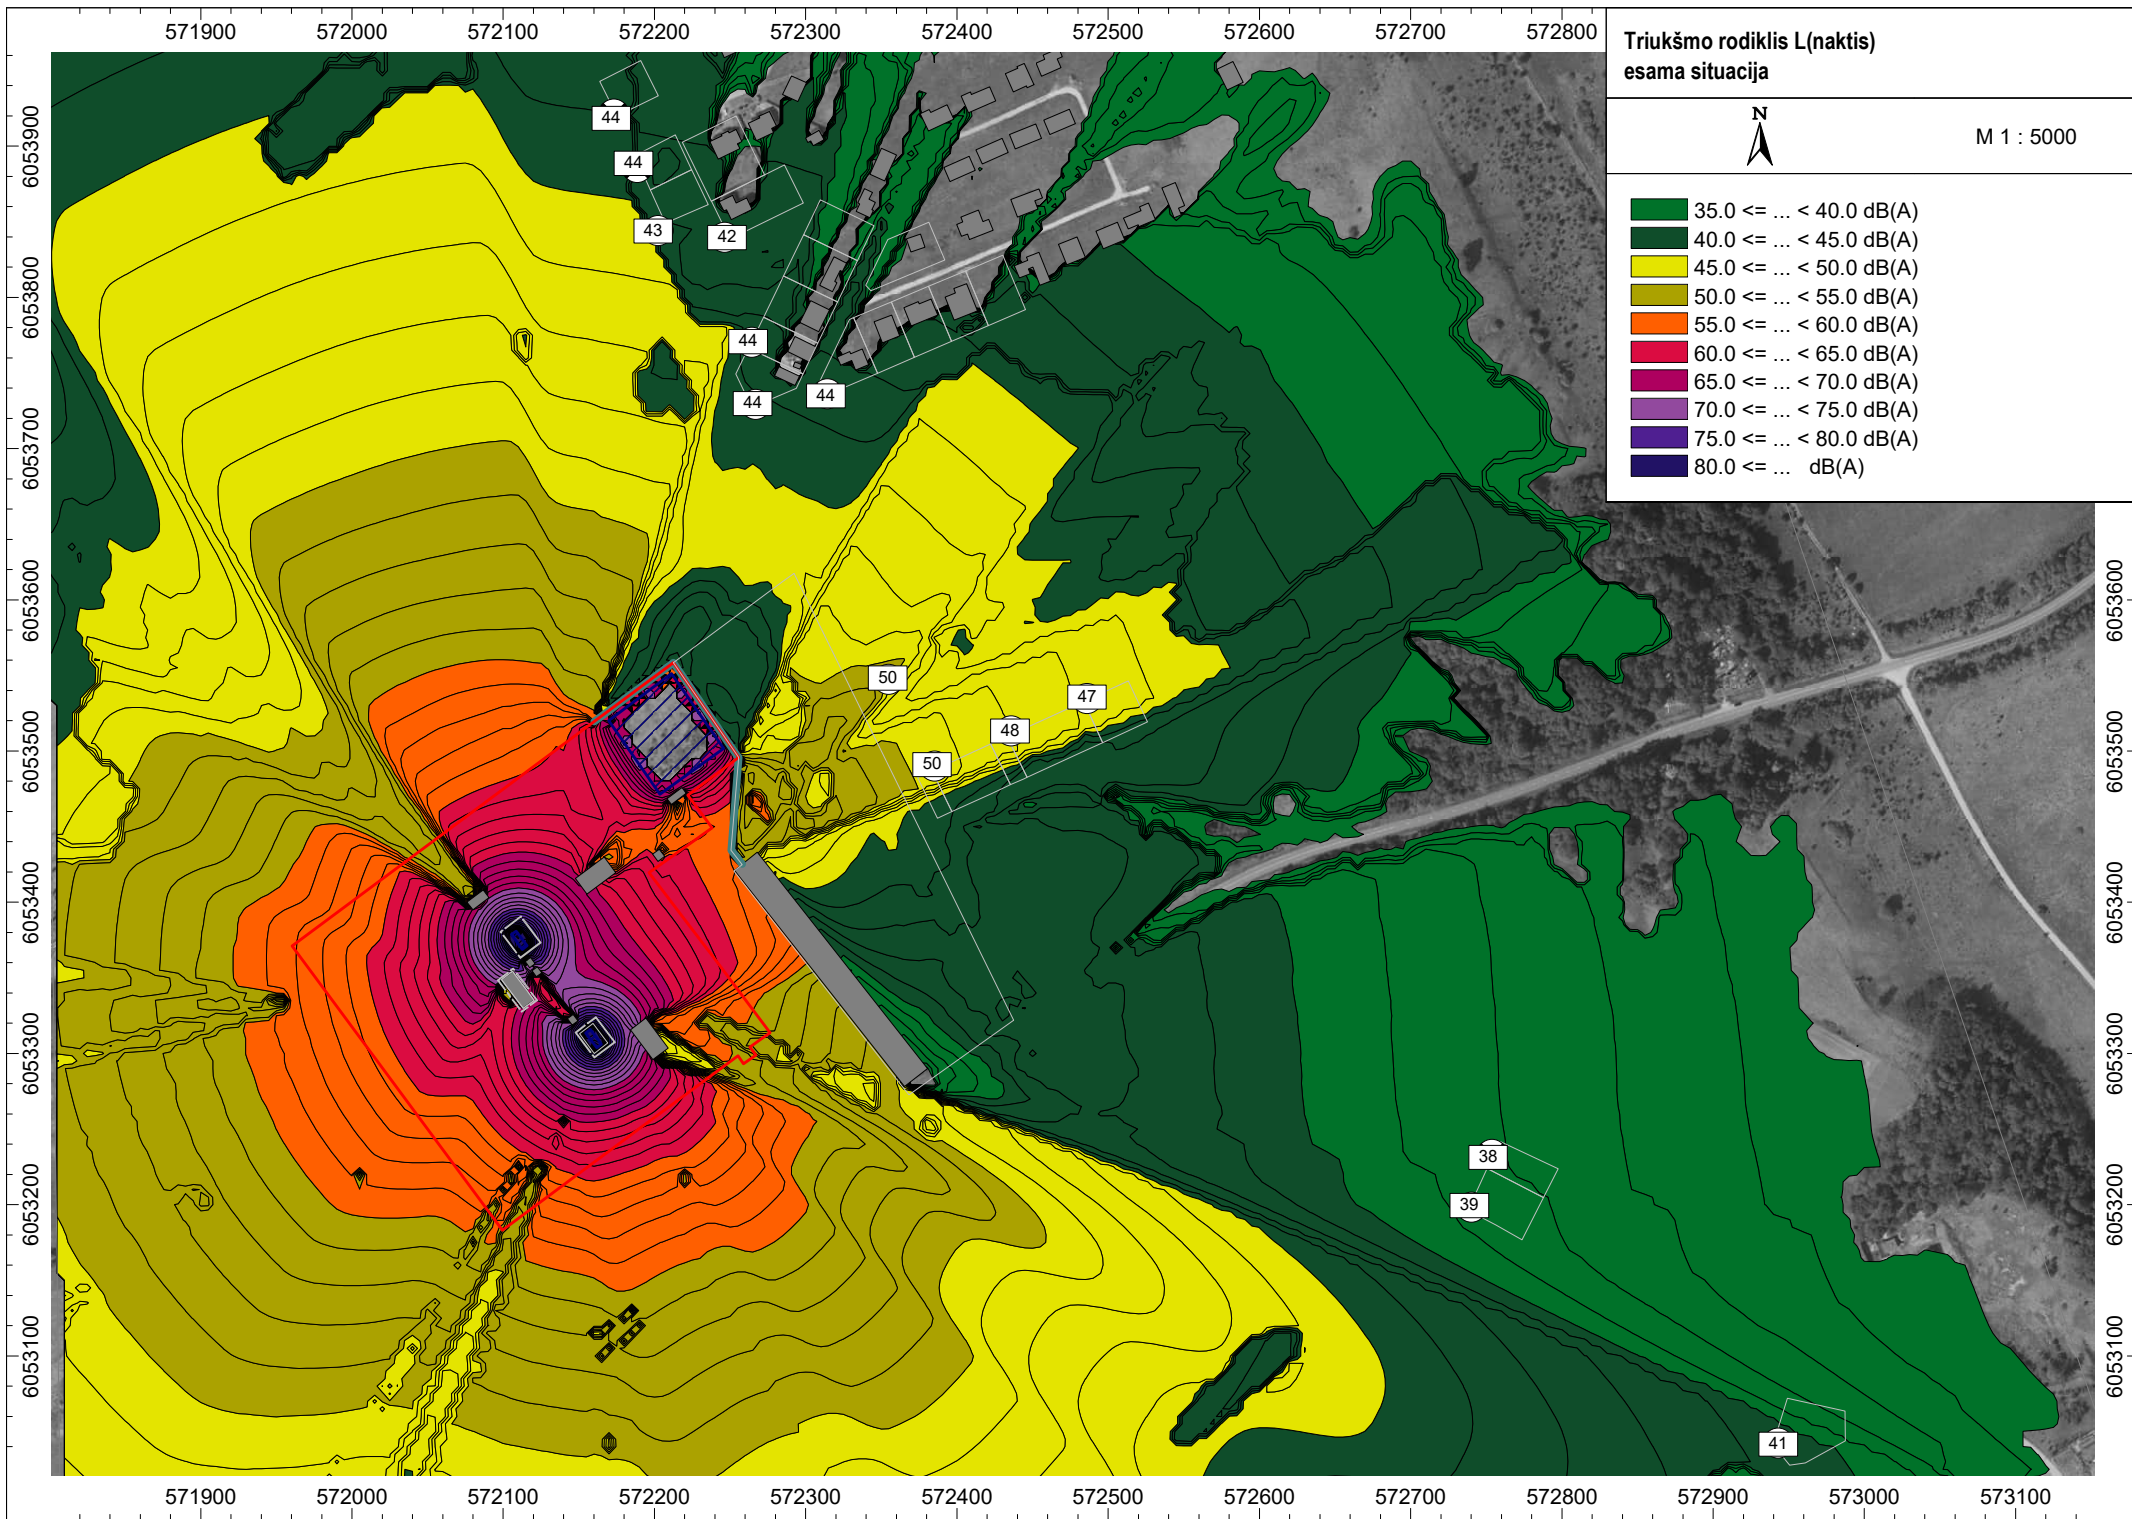 571900 572000 572100 572200 572300 572400 572500 572600 572700 572800
Triukšmo rodiklis L(naktis)
esama situacija
N
M 1 : 5000
35.0 <= ... < 40.0 dB(A)
40.0 <= ... < 45.0 dB(A)
45.0 <= ... < 50.0 dB(A)
50.0 <= ... < 55.0 dB(A)
55.0 <= ... < 60.0 dB(A)
60.0 <= ... < 65.0 dB(A)
65.0 <= ... < 70.0 dB(A)
70.0 <= ... < 75.0 dB(A)
75.0 <= ... < 80.0 dB(A)
80.0 <= ... dB(A)
6053900
6053800
6053700
6053600
6053500
6053400
6053300
6053200
6053100
44
44
43
42
44
44
44
50
47
48
50
38
39
41
6053600
6053500
6053400
6053300
6053200
6053100
571900 572000 572100 572200 572300 572400 572500 572600 572700 572800 572900 573000 573100